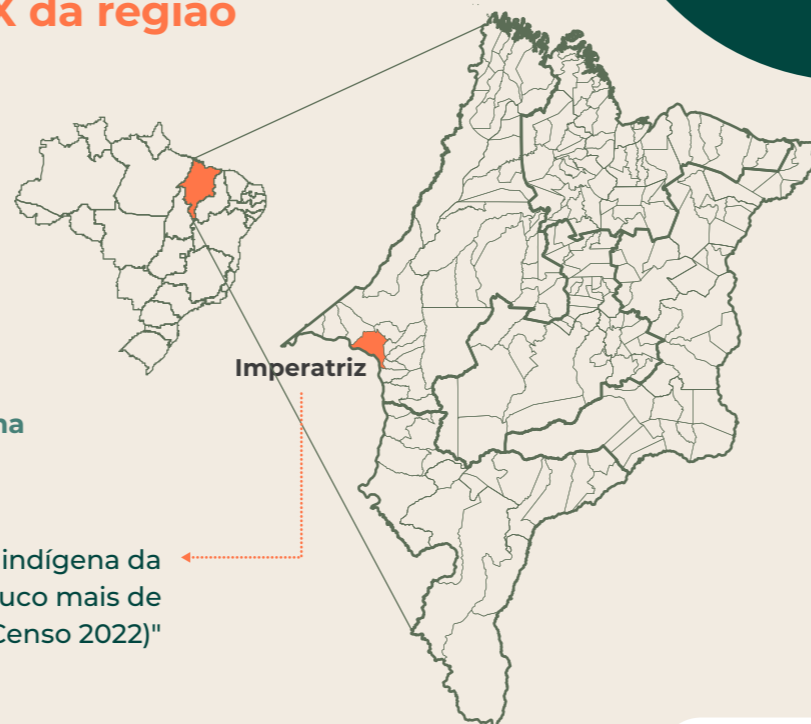 X da região
Imperatriz
na
indígena da
uco mais de
Censo 2022)"